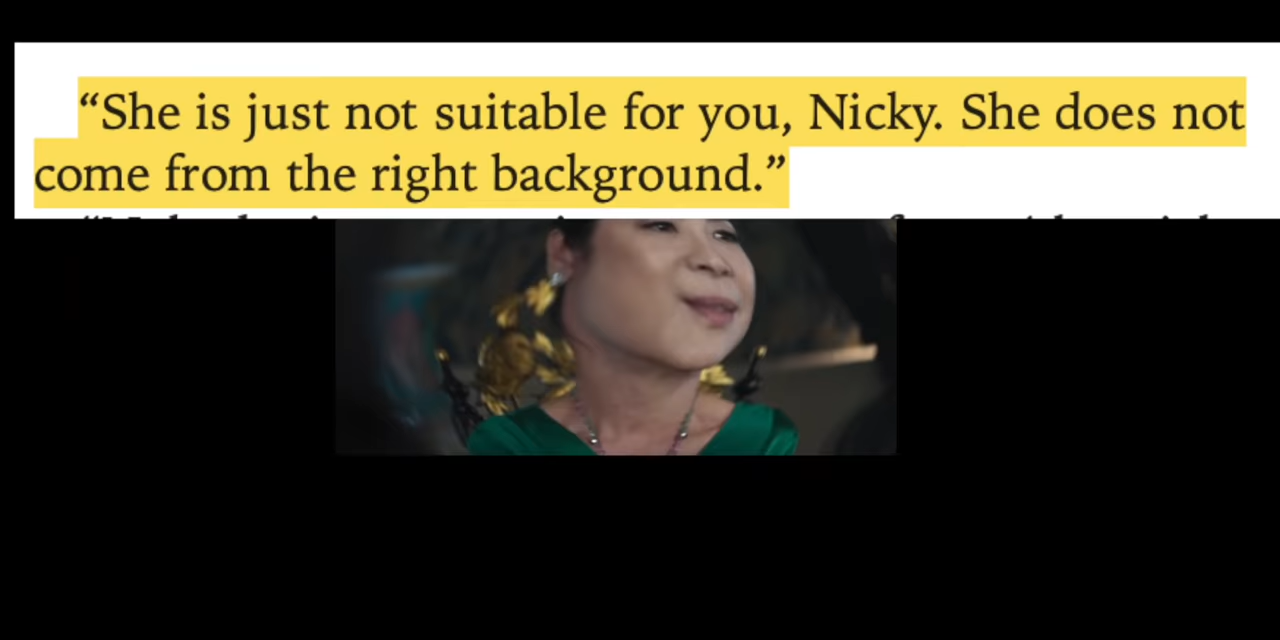 “She is just not suitable for you, Nicky. She does not
come from the right background.”